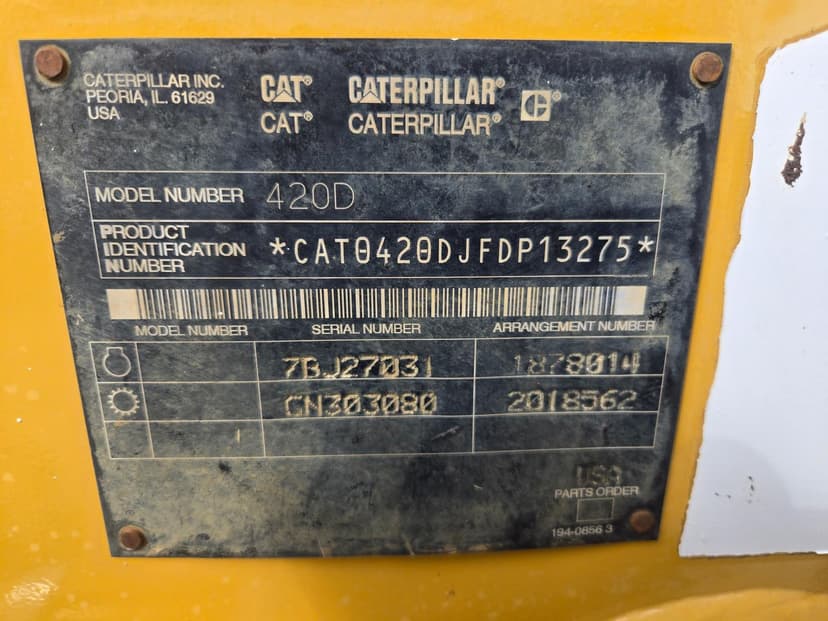 CATERPILLAR INC.
PEORIA, IL. 61629
USA
CAT® CATERPILLAR® ®
CAT® CATERPILLAR®
MODEL NUMBER 420D
PRODUCT
IDENTIFICATION
NUMBER
*CAT0420DJFDP13275*
MODEL NUMBER SERIAL NUMBER ARRANGEMENT NUMBER
7BJ27031 1878014
CN303080 2018562
USA
PARTS ORDER
194-0856 3